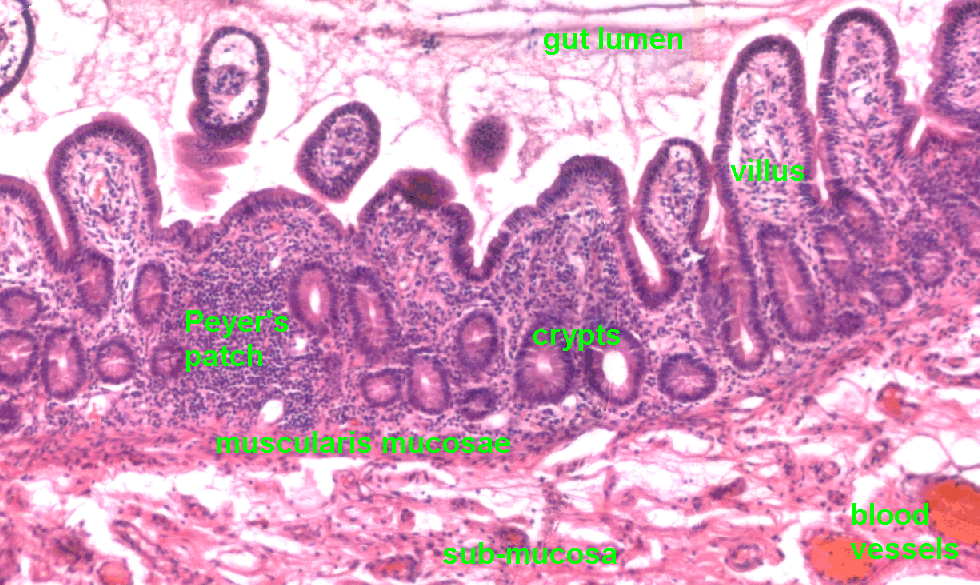 gut lumen
villus
Peyer's
patch
crypts
muscularis mucosae
blood
vessels
sub-mucosa